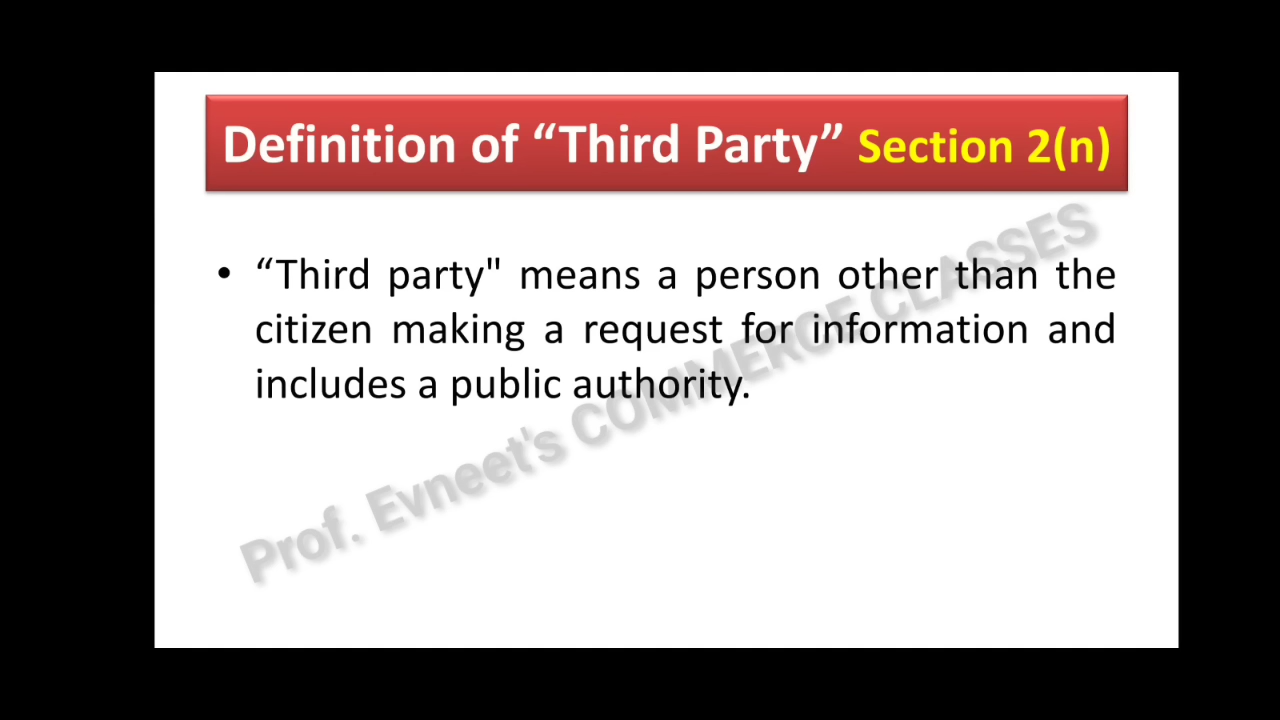 Definition of “Third Party” Section 2(n)
• “Third party" means a person other than the
citizen making a request for information and
includes a public authority.
Prof. Evneet's COMMERCE CLASSES